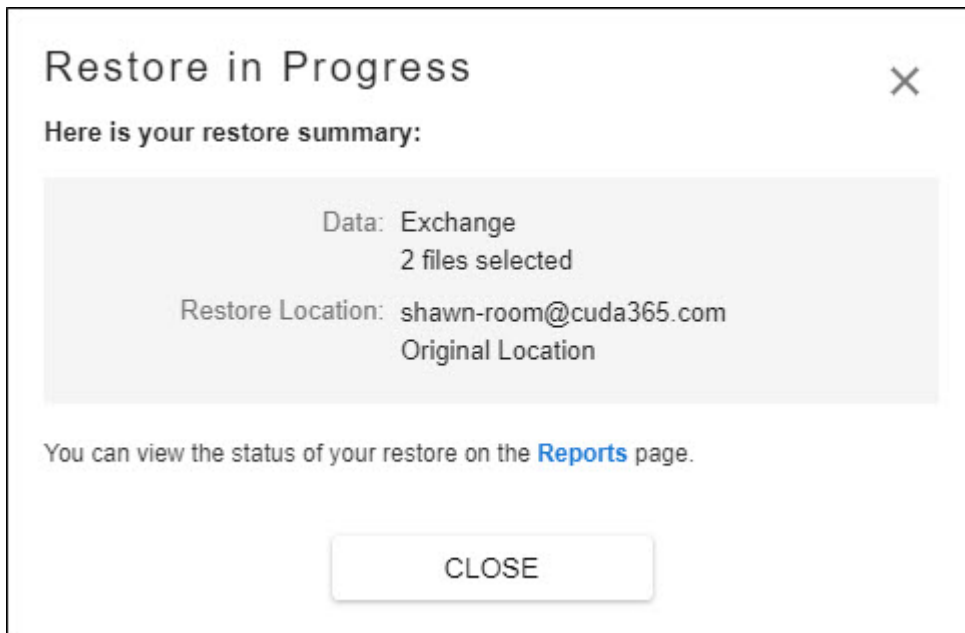 Restore in Progress
Here is your restore summary:
Data: Exchange
2 files selected
Restore Location: shawn-room@cuda365.com
Original Location
You can view the status of your restore on the Reports page.
CLOSE